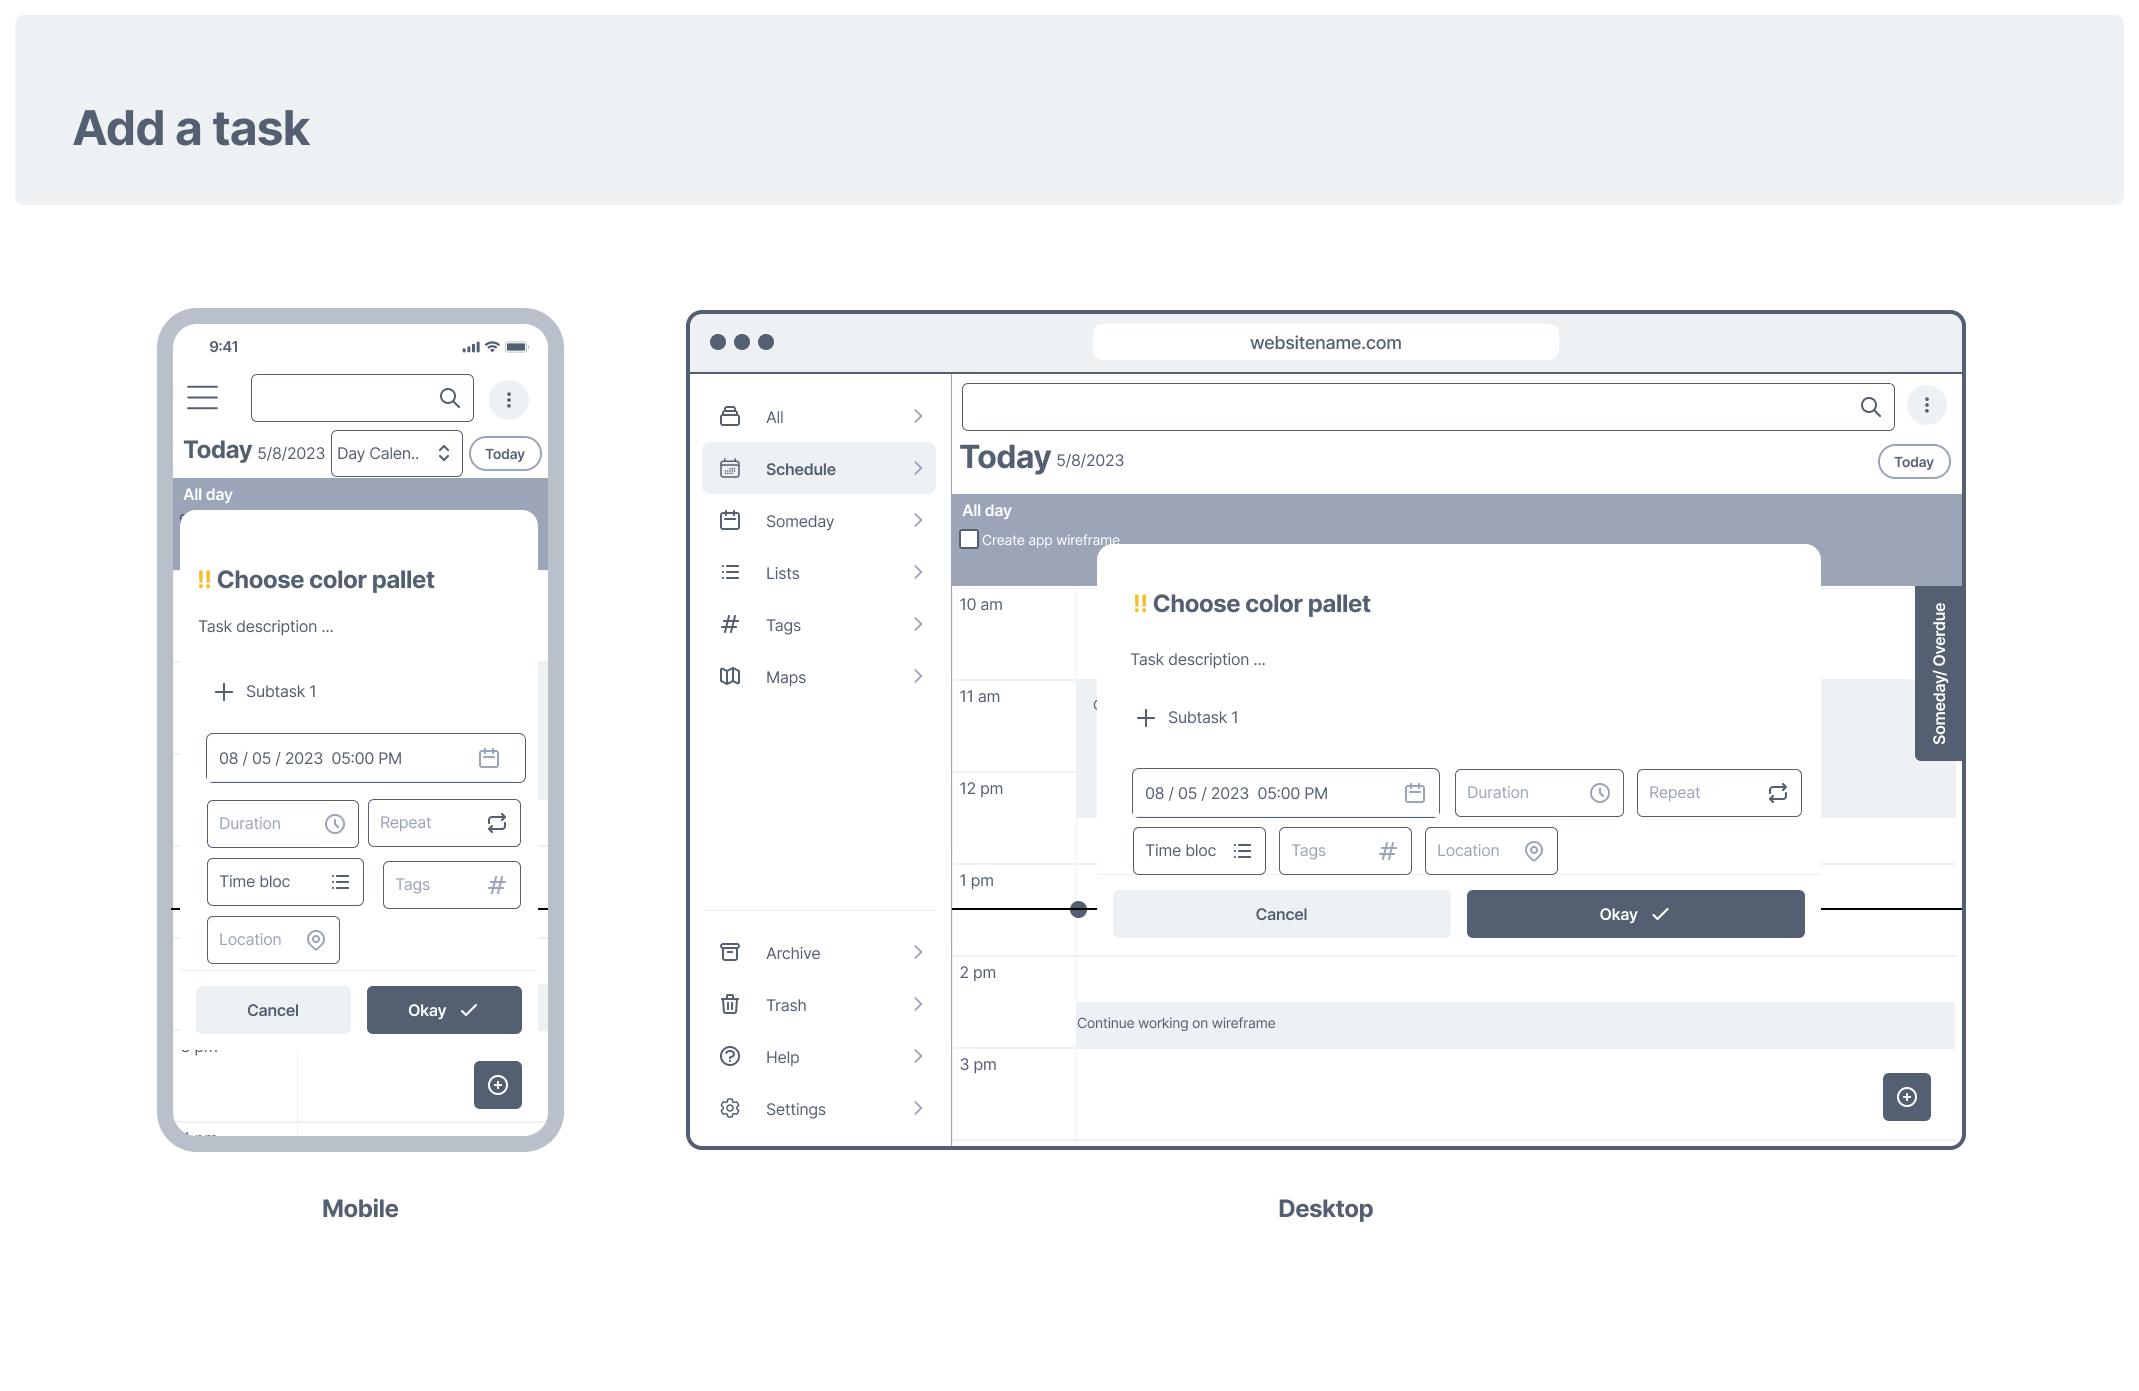 Add a task
9:41
Today 5/8/2023 Day Calen.. Today
All day
!! Choose color pallet
Task description ...
Subtask 1
08 / 05 / 2023 05:00 PM
Duration Repeat
Time bloc Tags
Location
Cancel Okay
Mobile
websitename.com
All
Schedule
Someday
Lists
Tags
Maps
Archive
Trash
Help
Settings
Today 5/8/2023 Today
All day
Create app wireframe
10 am
11 am
12 pm
1 pm
2 pm
Continue working on wireframe
3 pm
Someday/ Overdue
!! Choose color pallet
Task description ...
Subtask 1
08 / 05 / 2023 05:00 PM Duration Repeat
Time bloc Tags Location
Cancel Okay
Desktop